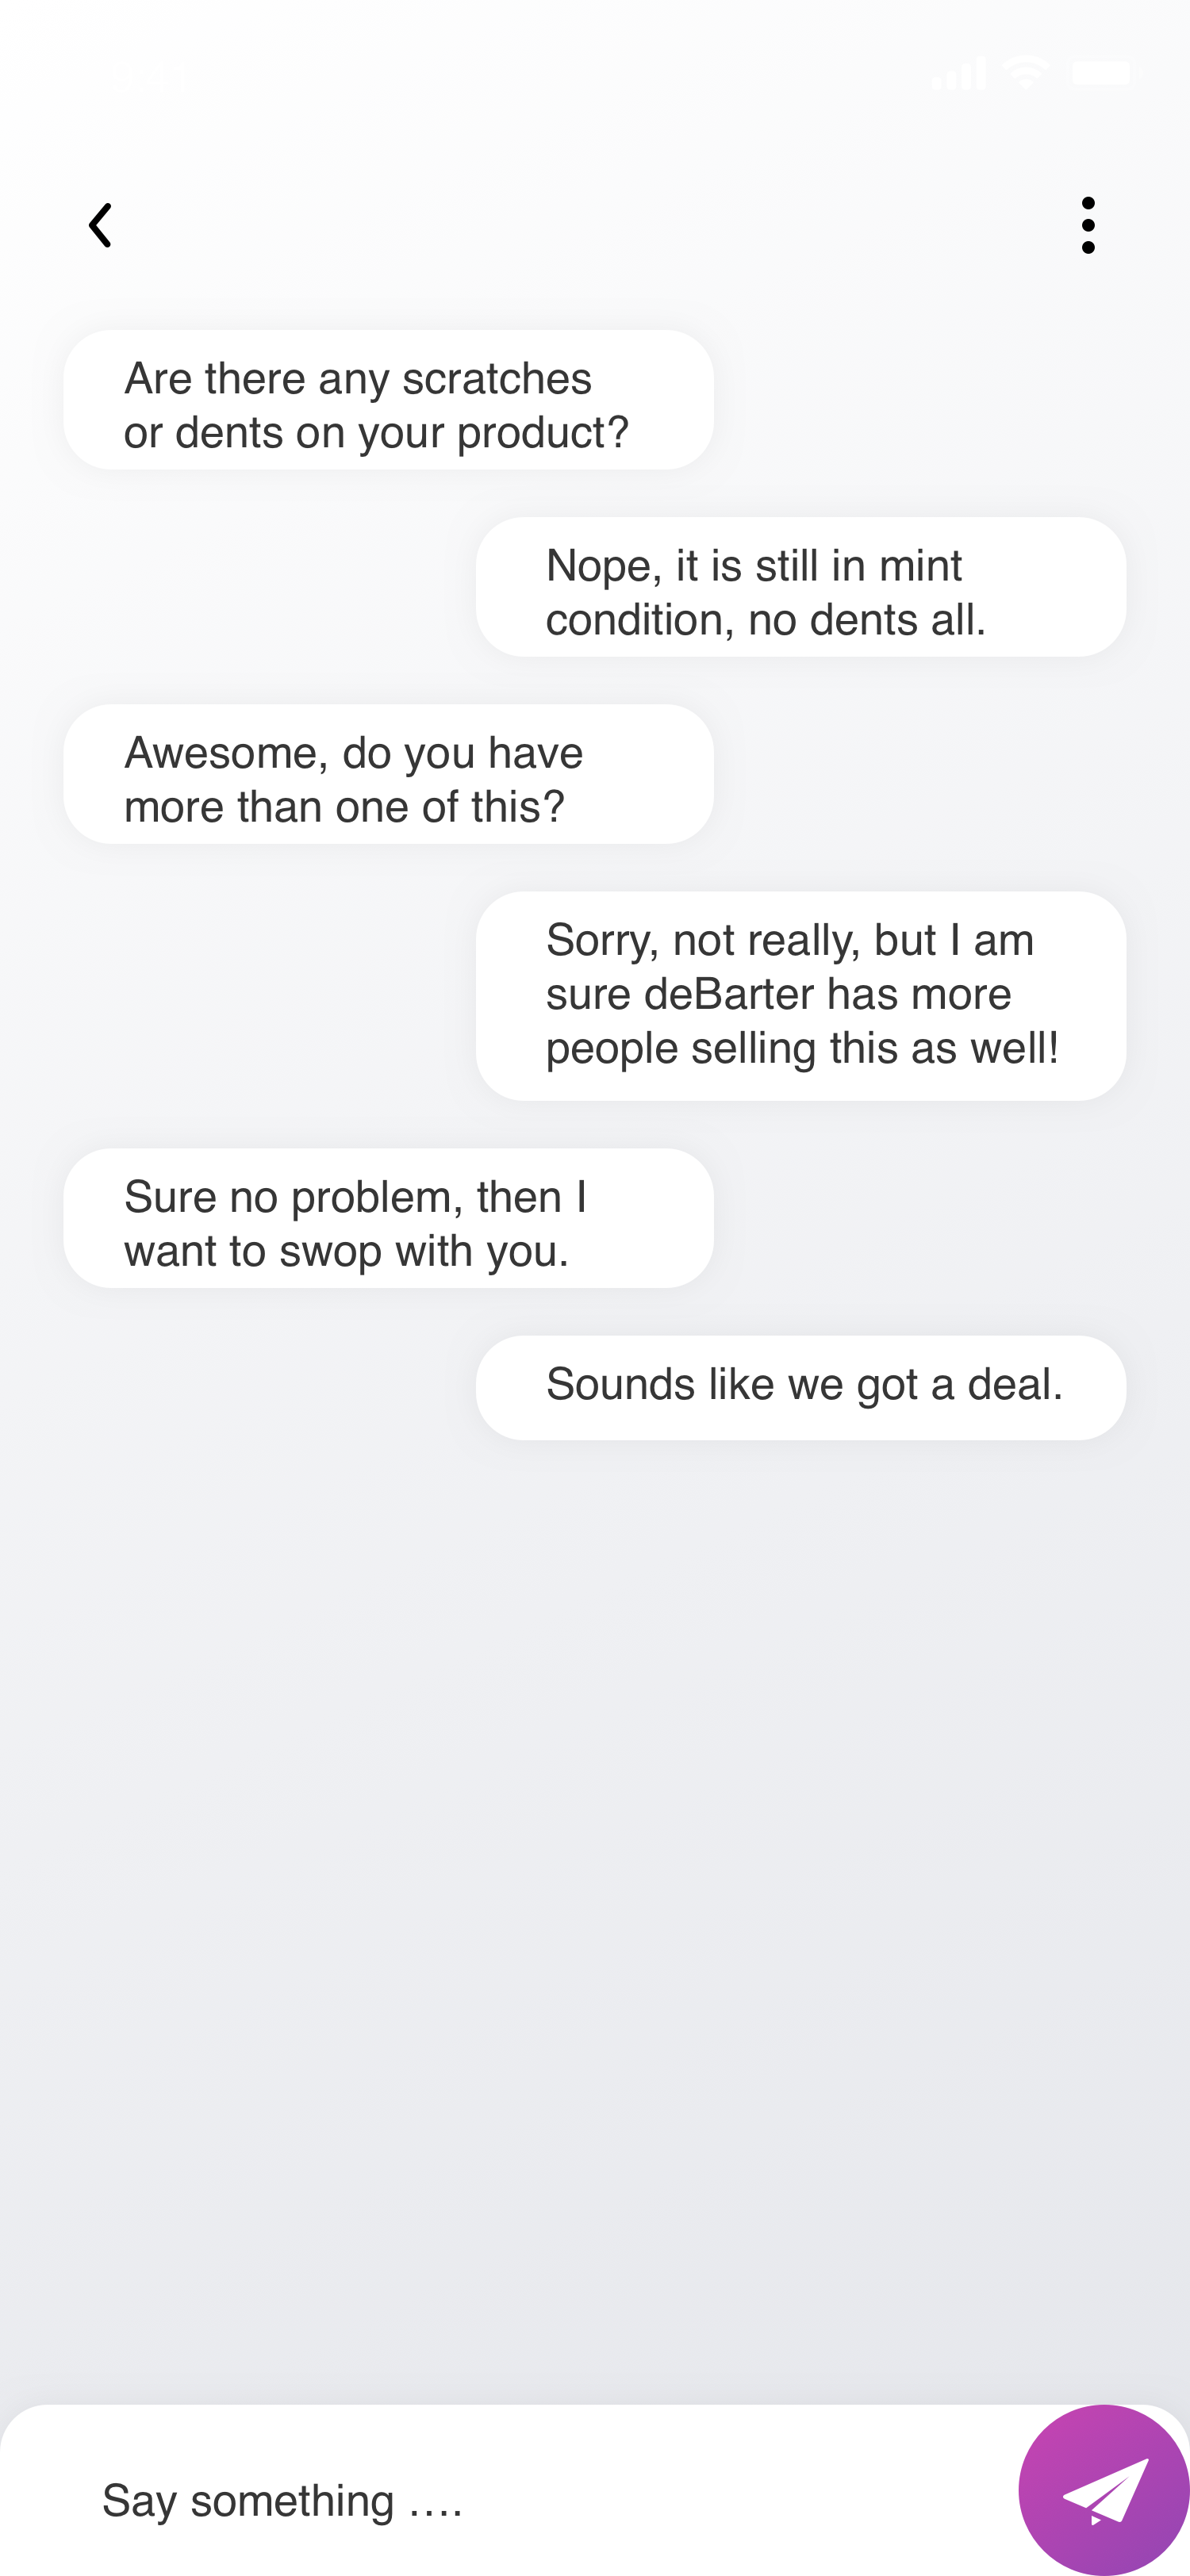 Are there any scratches
or dents on your product?
Nope, it is still in mint
condition, no dents all.
Awesome, do you have
more than one of this?
Sorry, not really, but I am
sure deBarter has more
people selling this as well!
Sure no problem, then I
want to swop with you.
Sounds like we got a deal.
Say something ....